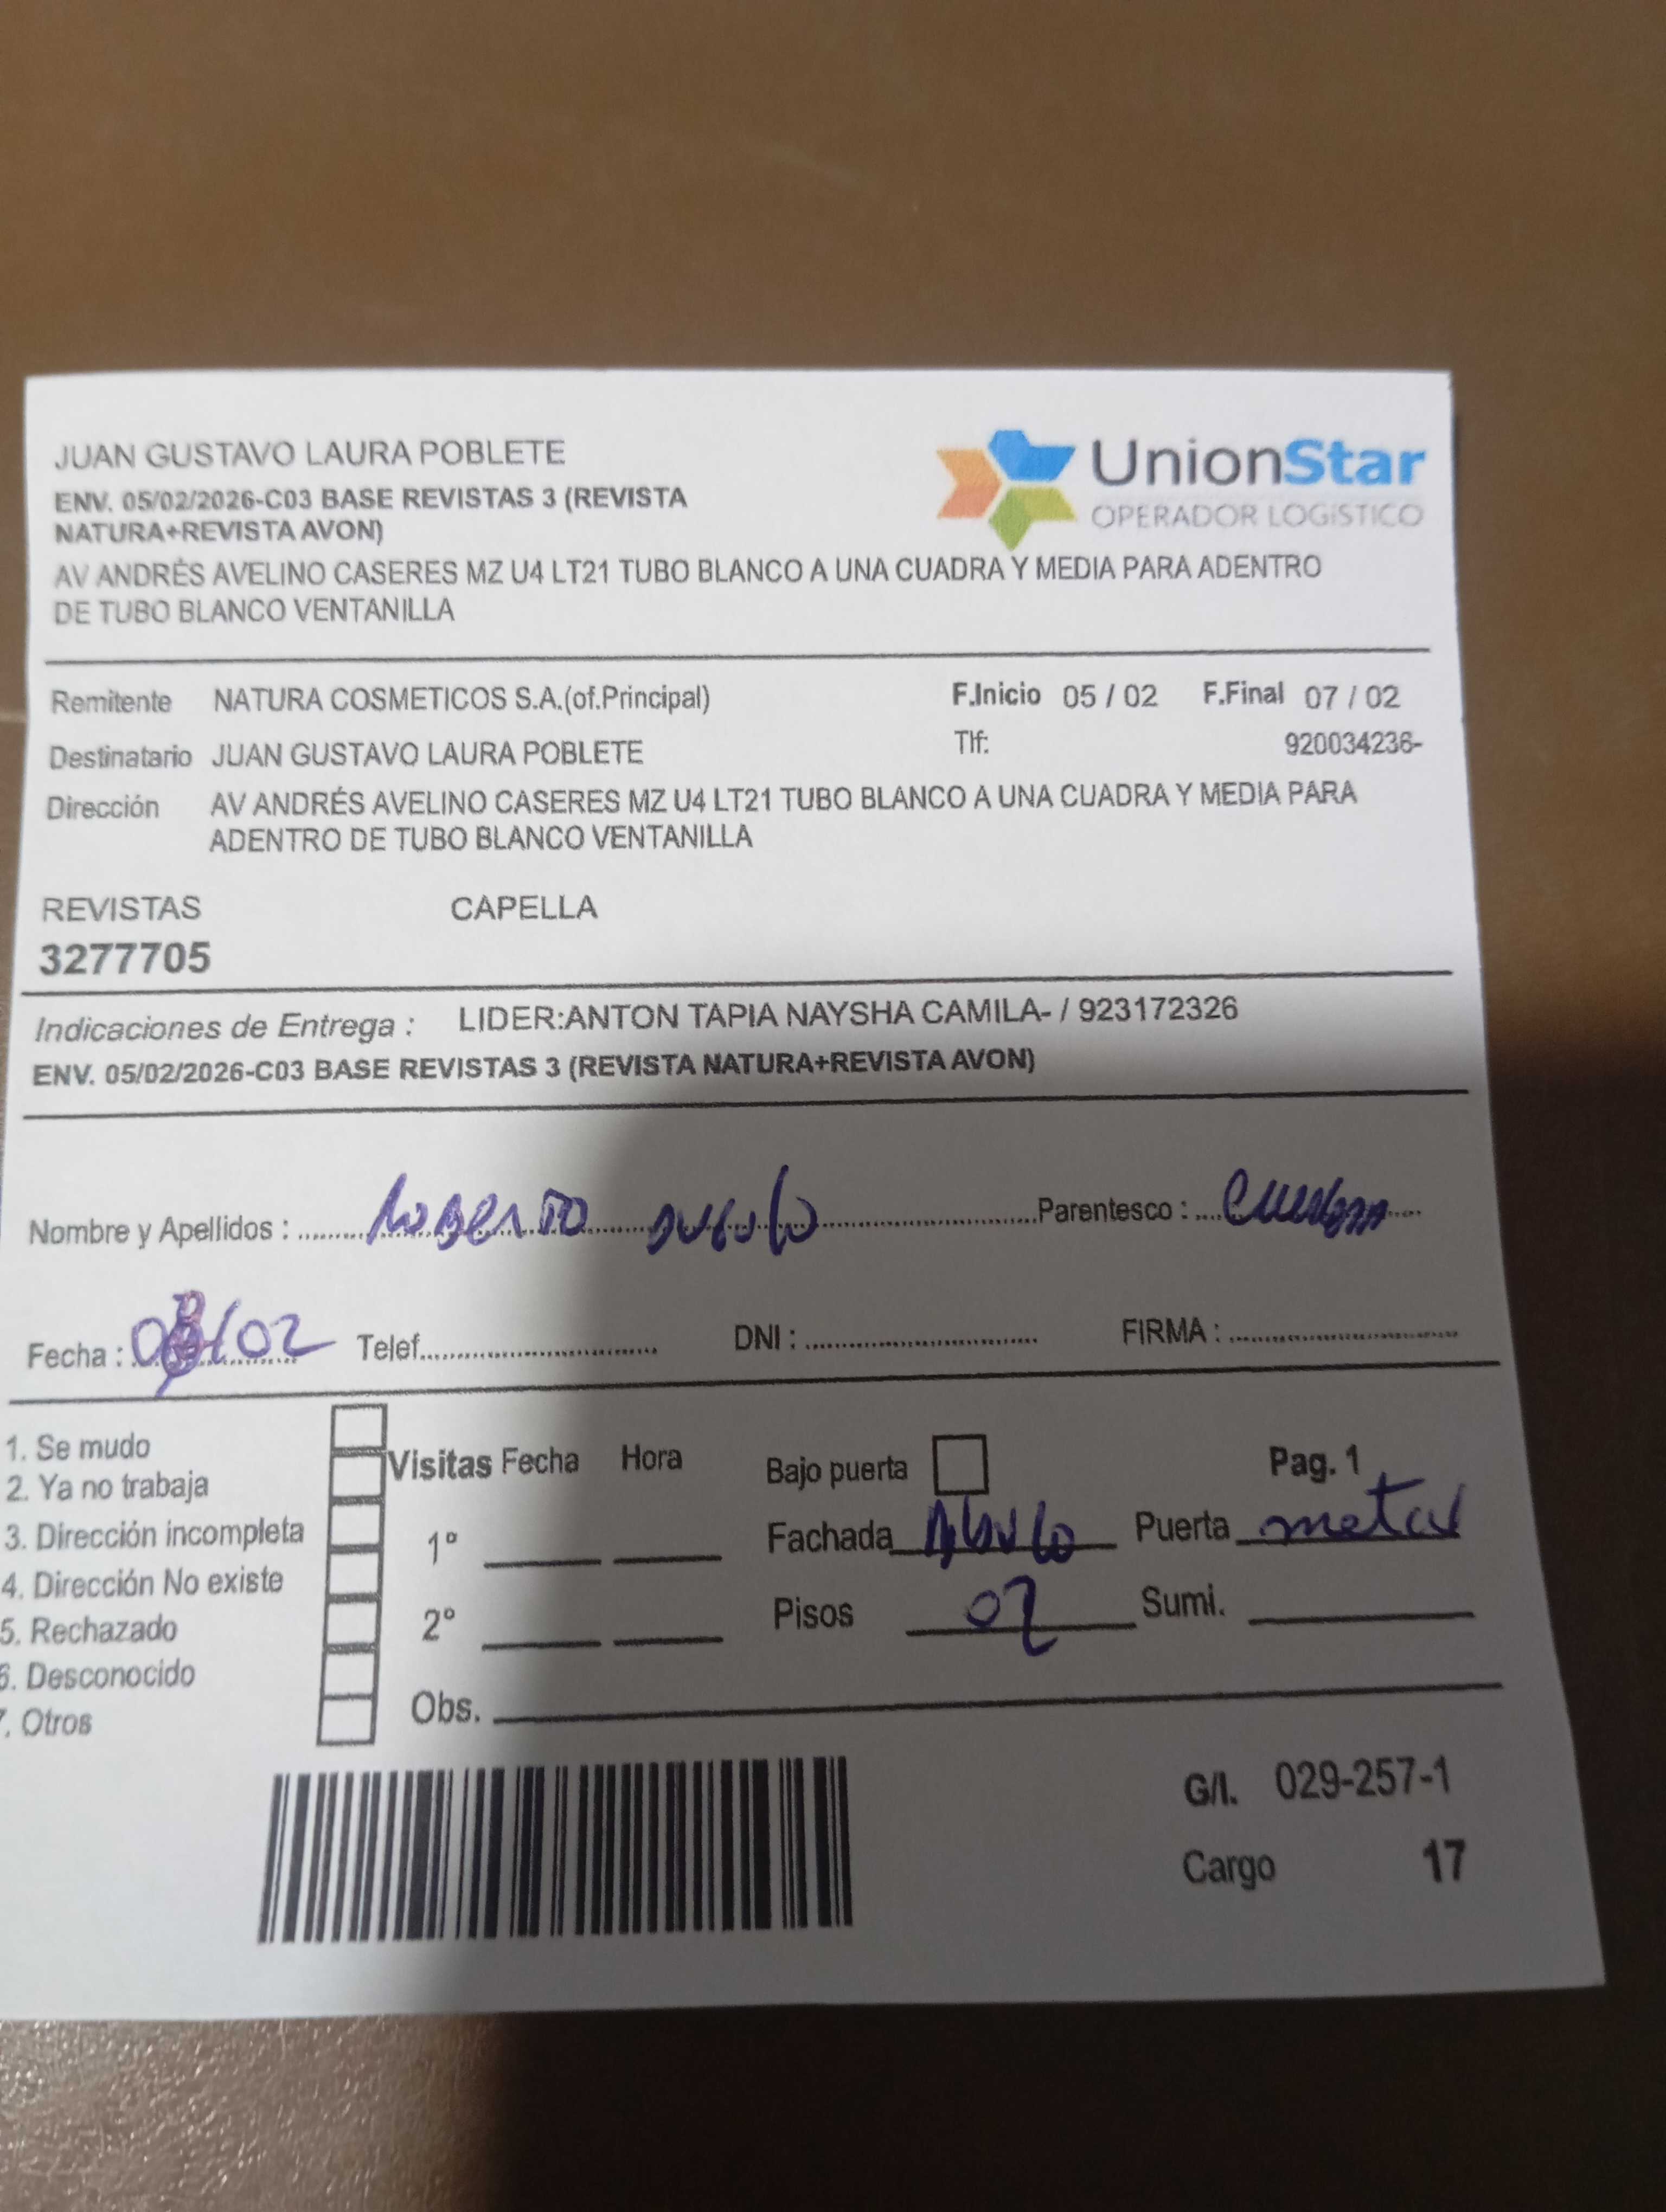 JUAN GUSTAVO LAURA POBLETE
UnionStar
OPERADOR LOGÍSTICO
ENV. 05/02/2026-C03 BASE REVISTAS 3 (REVISTA
NATURA+REVISTA AVON)
AV ANDRÉS AVELINO CASERES MZ U4 LT21 TUBO BLANCO A UNA CUADRA Y MEDIA PARA ADENTRO
DE TUBO BLANCO VENTANILLA
Remitente NATURA COSMETICOS S.A.(of.Principal) F.Inicio 05 / 02 F.Final 07 / 02
Destinatario JUAN GUSTAVO LAURA POBLETE Tlf: 920034236-
Dirección AV ANDRÉS AVELINO CASERES MZ U4 LT21 TUBO BLANCO A UNA CUADRA Y MEDIA PARA
ADENTRO DE TUBO BLANCO VENTANILLA
REVISTAS CAPELLA
3277705
Indicaciones de Entrega : LIDER:ANTON TAPIA NAYSHA CAMILA- / 923172326
ENV. 05/02/2026-C03 BASE REVISTAS 3 (REVISTA NATURA+REVISTA AVON)
Nombre y Apellidos : Roberto Parentesco :
Fecha : /02 Telef. DNI : FIRMA :
1. Se mudo
2. Ya no trabaja
3. Dirección incompleta
4. Dirección No existe
5. Rechazado
6. Desconocido
7. Otros
Visitas Fecha Hora
1º
2º
Obs.
Bajo puerta Pag. 1
Fachada Puerta metal
Pisos 02 Sumi.
G/I. 029-257-1
Cargo 17